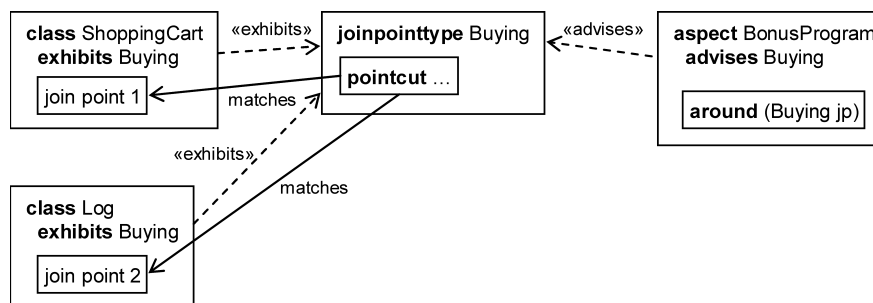 class ShoppingCart
exhibits Buying
join point 1
«exhibits»
joinpointtype Buying
pointcut ...
matches
«advises»
aspect BonusProgram
advises Buying
around (Buying jp)
«exhibits»
matches
class Log
exhibits Buying
join point 2